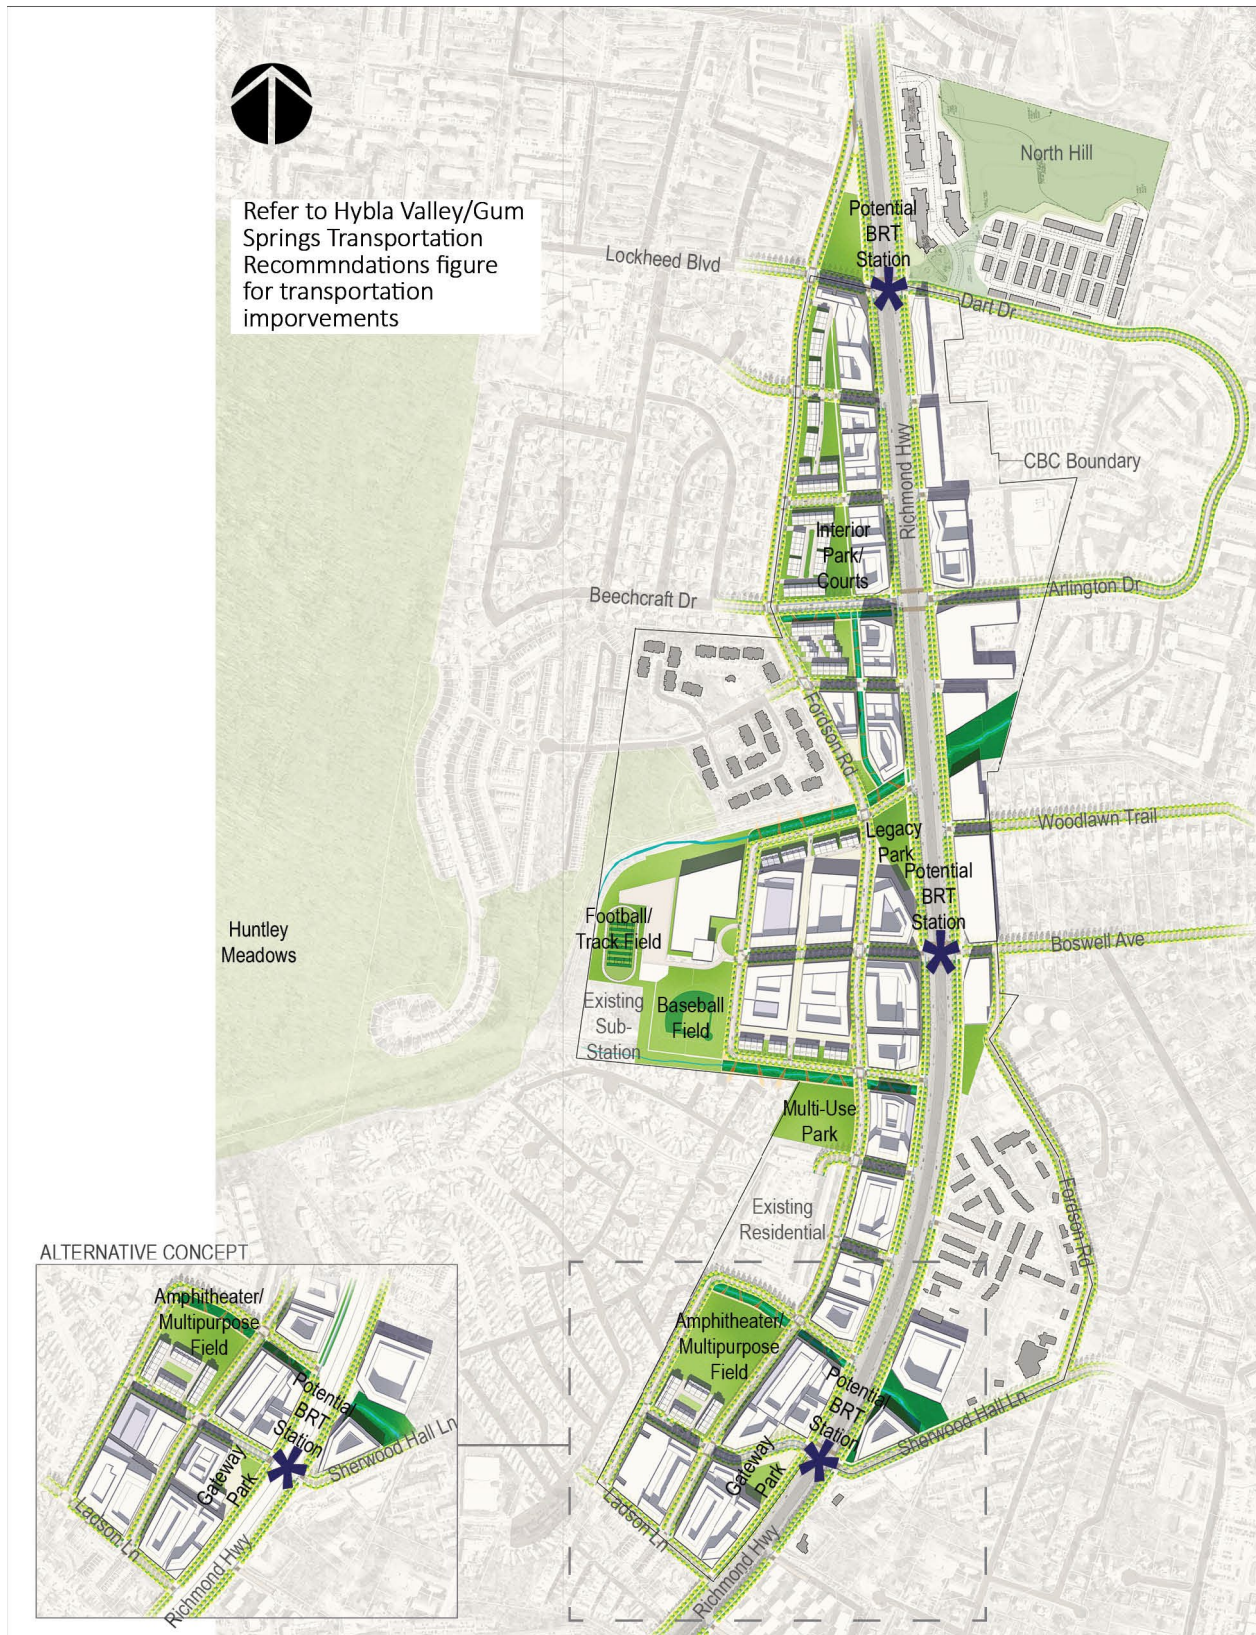 North Hill
Refer to Hybla Valley/Gum
Springs Transportation
Recommndations figure
for transportation
imporvements
Potential
BRT
Station
Lockheed Blvd
Dart Dr
Richmond Hwy
CBC Boundary
Interior
Park/
Courts
Beechcraft Dr
Arlington Dr
Fordson Rd
Legacy
Park
Woodlawn Trail
Potential
BRT
Station
Football/
Track Field
Huntley
Meadows
Boswell Ave
Existing
Sub-
Station
Baseball
Field
Multi-Use
Park
Existing
Residential
Fordson Rd
ALTERNATIVE CONCEPT
Amphitheater/
Multipurpose
Field
Potential
BRT
Station
Gateway
Park
Sherwood Hall Ln
Ladson Ln
Richmond Hwy
Amphitheater/
Multipurpose
Field
Potential
BRT
Station
Gateway
Park
Sherwood Hall Ln
Ladson Ln
Richmond Hwy